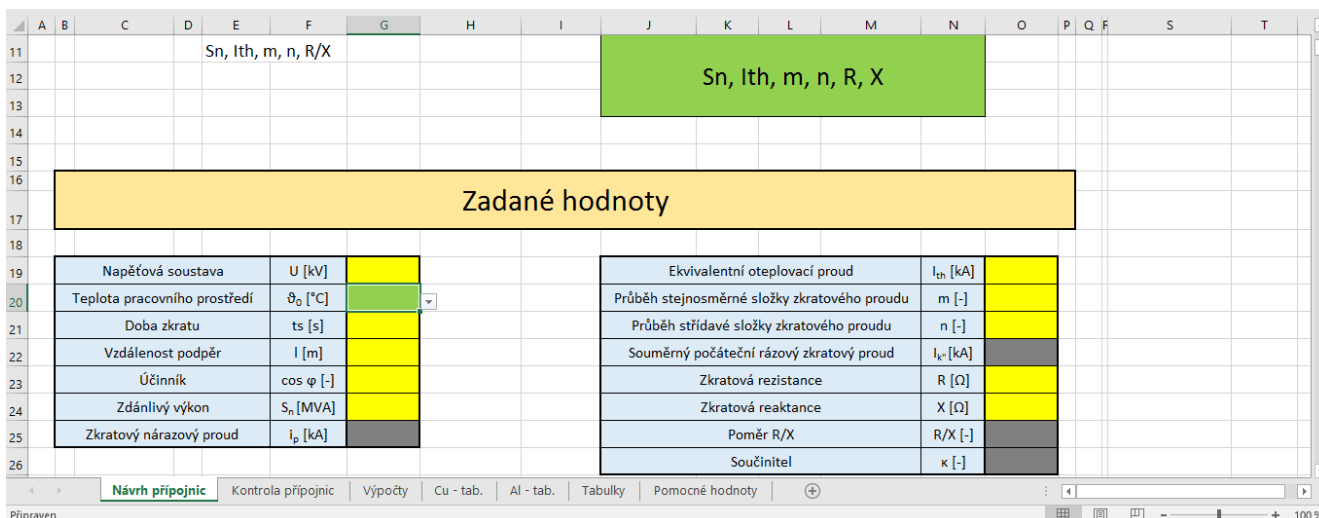 A B C D E F G H I J K L M N O P Q F S T
11 Sn, Ith, m, n, R/X
12 Sn, Ith, m, n, R, X
13
14
15
16
17 Zadané hodnoty
18
19 Napěťová soustava U [kV] Ekvivalentní oteplovací proud Ith [kA]
20 Teplota pracovního prostředí ϑ0 [°C] Průběh stejnosměrné složky zkratového proudu m [-]
21 Doba zkratu ts [s] Průběh střídavé složky zkratového proudu n [-]
22 Vzdálenost podpěr l [m] Souměrný počáteční rázový zkratový proud Ik" [kA]
23 Účinník cos φ [-] Zkratová rezistance R [Ω]
24 Zdánlivý výkon Sn [MVA] Zkratová reaktance X [Ω]
25 Zkratový nárazový proud ip [kA] Poměr R/X R/X [-]
26 Součinitel κ [-]
Návrh přípojnic Kontrola přípojnic Výpočty Cu - tab. Al - tab. Tabulky Pomocné hodnoty
Připraven 100 %